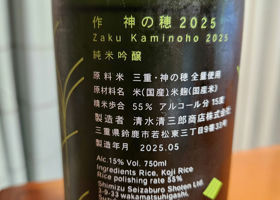 作　神の穂 2025
Zaku Kaminoho 2025
純米吟醸
原料米　三重・神の穂 全量使用
原材料名　米(国産)米麹(国産米)
精米歩合　55％ アルコール分 15度
製造者　清水清三郎商店株式会社
三重県鈴鹿市若松東三丁目9番33号
製造年月　2025.05
Alc.15% Vol. 750ml
Ingredients Rice, Koji Rice
Rice polishing rate 55%
Shimizu Seizaburo Shoten Ltd.
3-9-33 wakamatsuhigashi,